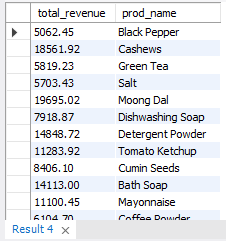 total_revenue prod_name
5062.45 Black Pepper
18561.92 Cashews
5819.23 Green Tea
5703.43 Salt
19695.02 Moong Dal
7918.87 Dishwashing Soap
14848.72 Detergent Powder
11283.92 Tomato Ketchup
8406.10 Cumin Seeds
14113.00 Bath Soap
11100.45 Mayonnaise
6104.70 Coffee Powder
Result 4